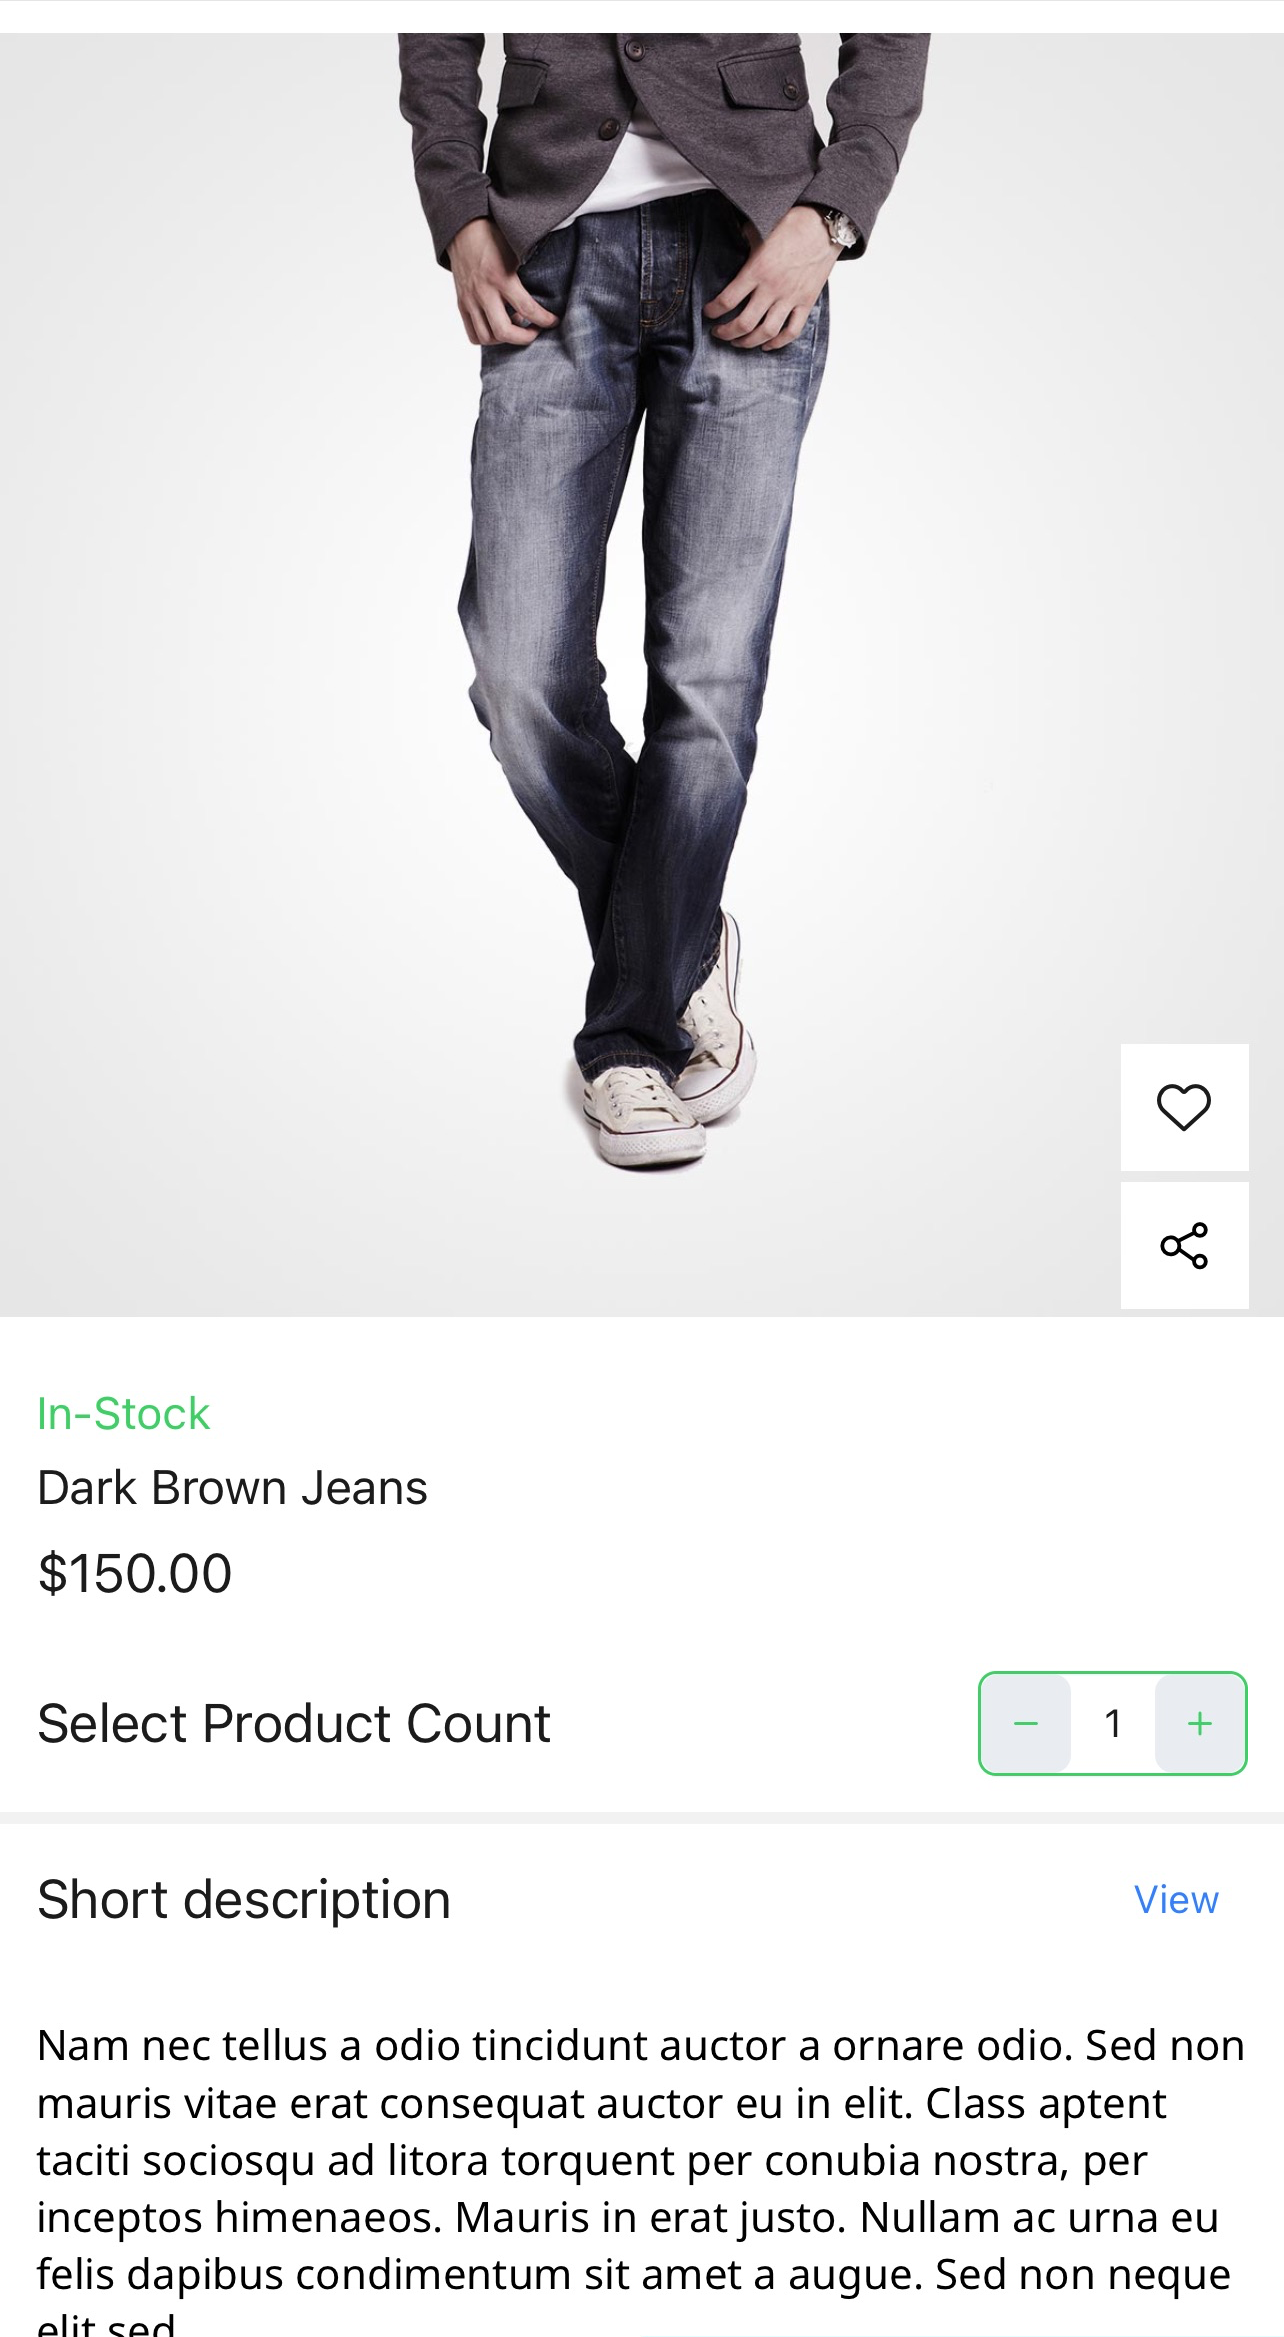 In-Stock
Dark Brown Jeans
$150.00
Select Product Count
− 1 +
Short description
View
Nam nec tellus a odio tincidunt auctor a ornare odio. Sed non
mauris vitae erat consequat auctor eu in elit. Class aptent
taciti sociosqu ad litora torquent per conubia nostra, per
inceptos himenaeos. Mauris in erat justo. Nullam ac urna eu
felis dapibus condimentum sit amet a augue. Sed non neque
elit sed